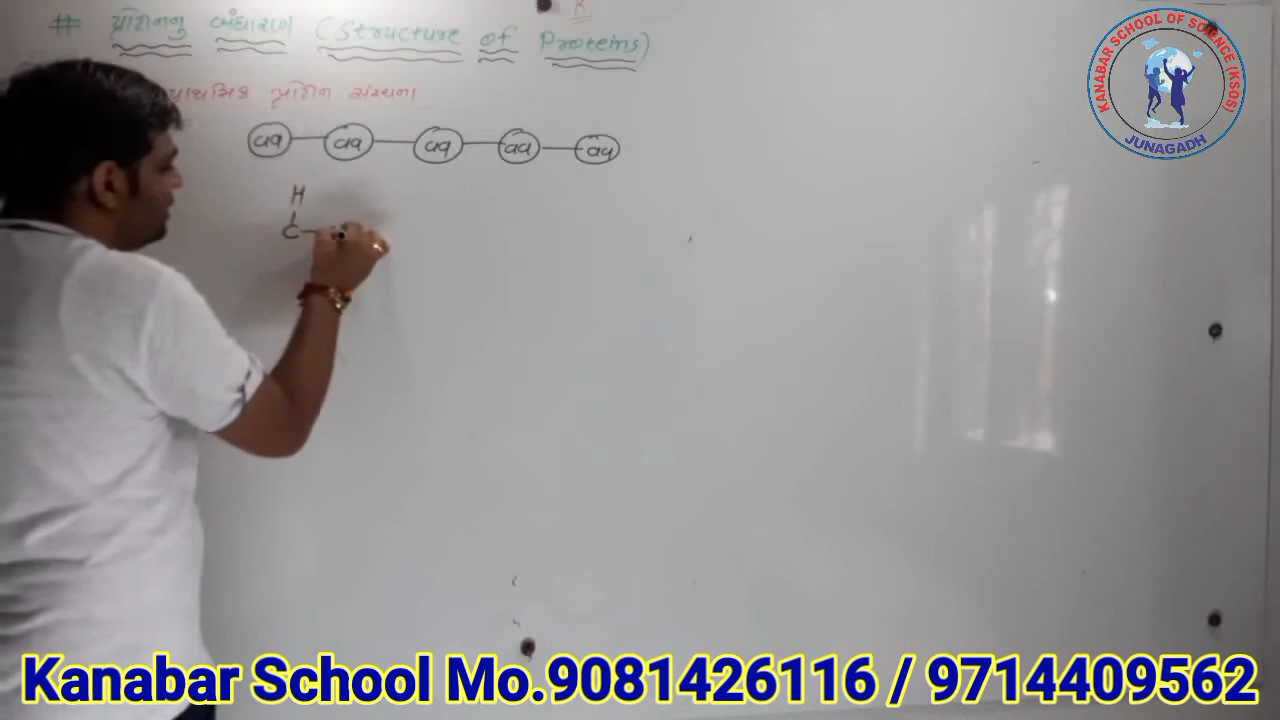 # પ્રોટીનનુ બંધારણ (Structure of Proteins)
પ્રાથમિક પ્રોટીન સંરચના
aa aa aa aa aa
H
C
KANABAR SCHOOL OF SCIENCE (KSOS)
JUNAGADH
Kanabar School Mo.9081426116 / 9714409562